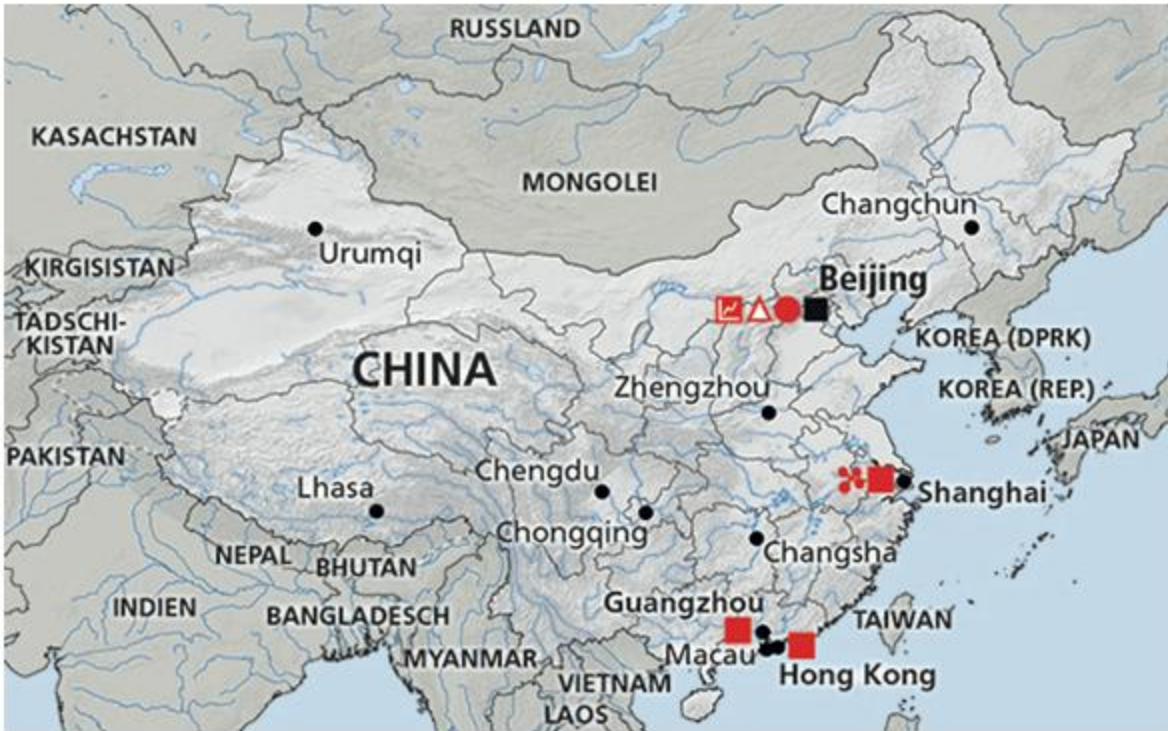 RUSSLAND
KASACHSTAN
MONGOLEI
Changchun
Urumqi
KIRGISISTAN
Beijing
TADSCHI-
KISTAN
KOREA (DPRK)
CHINA
Zhengzhou
KOREA (REP.)
JAPAN
PAKISTAN
Chengdu
Lhasa
Shanghai
Chongqing
Changsha
NEPAL
BHUTAN
INDIEN
BANGLADESCH
Guangzhou
TAIWAN
MYANMAR
Macau
Hong Kong
VIETNAM
LAOS